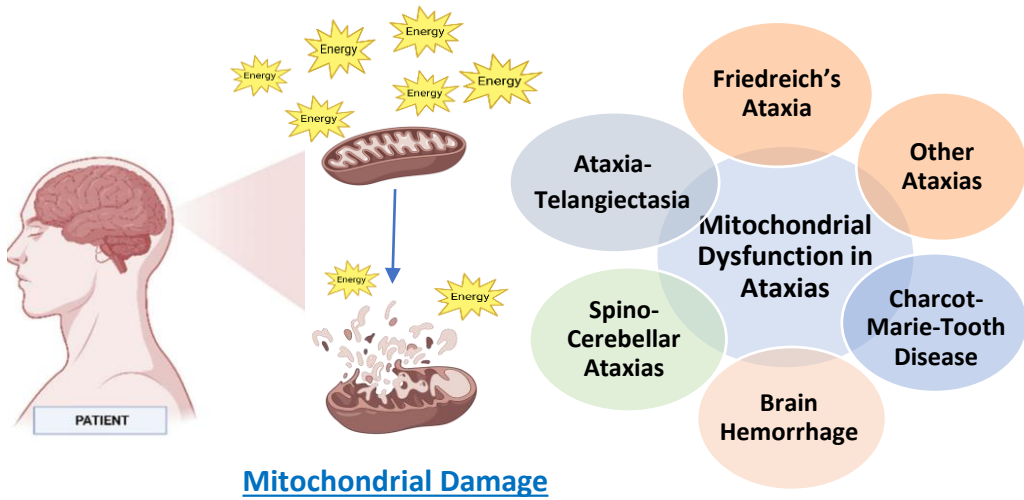 Energy
Energy
Energy
Energy
Energy
Energy
Energy
Energy
PATIENT
Mitochondrial Damage
Friedreich’s
Ataxia
Other
Ataxias
Ataxia-
Telangiectasia
Mitochondrial
Dysfunction in
Ataxias
Charcot-
Marie-Tooth
Disease
Spino-
Cerebellar
Ataxias
Brain
Hemorrhage